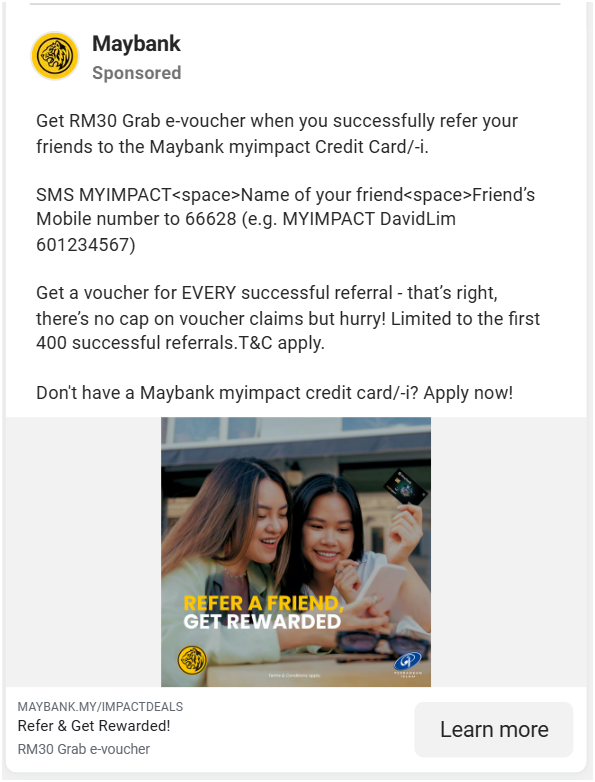 Maybank
Sponsored
Get RM30 Grab e-voucher when you successfully refer your
friends to the Maybank myimpact Credit Card/-i.
SMS MYIMPACT<space>Name of your friend<space>Friend’s
Mobile number to 66628 (e.g. MYIMPACT DavidLim
601234567)
Get a voucher for EVERY successful referral - that’s right,
there’s no cap on voucher claims but hurry! Limited to the first
400 successful referrals.T&C apply.
Don't have a Maybank myimpact credit card/-i? Apply now!
REFER A FRIEND,
GET REWARDED
Terms & conditions apply.
MAYBANK.MY/IMPACTDEALS
Refer & Get Rewarded!
RM30 Grab e-voucher
Learn more